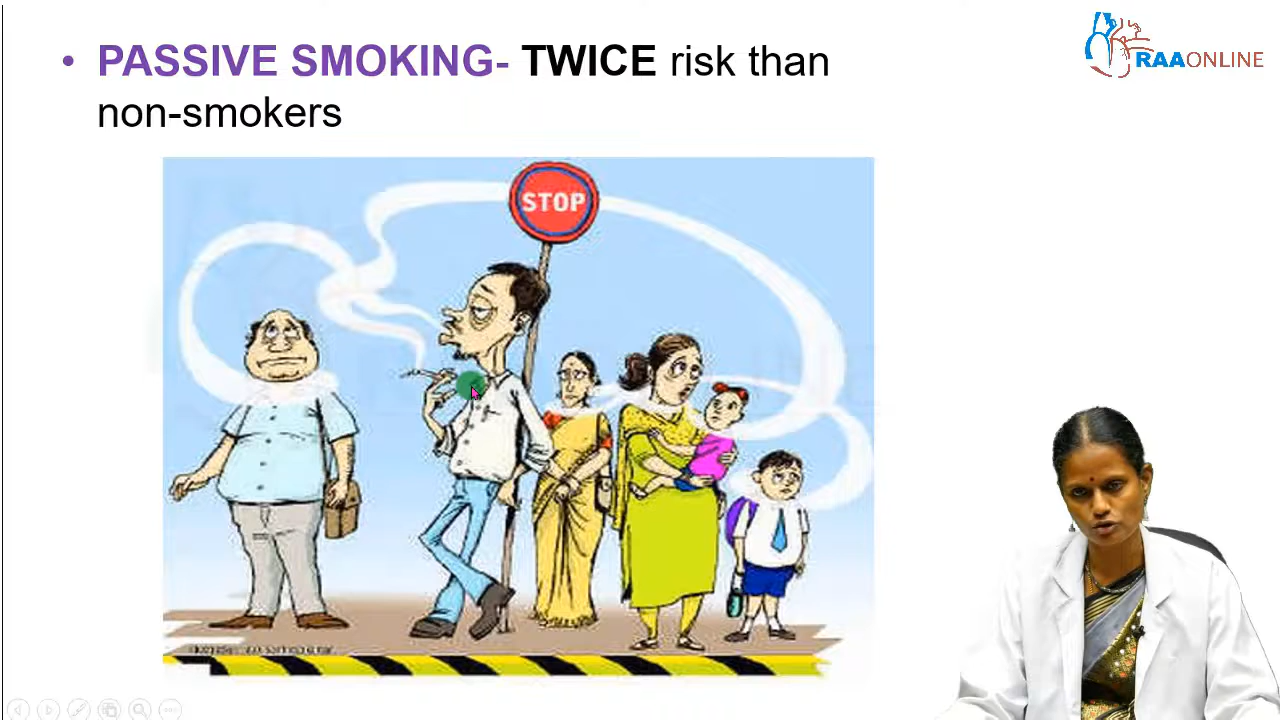 • PASSIVE SMOKING- TWICE risk than
non-smokers
RAAONLINE
STOP